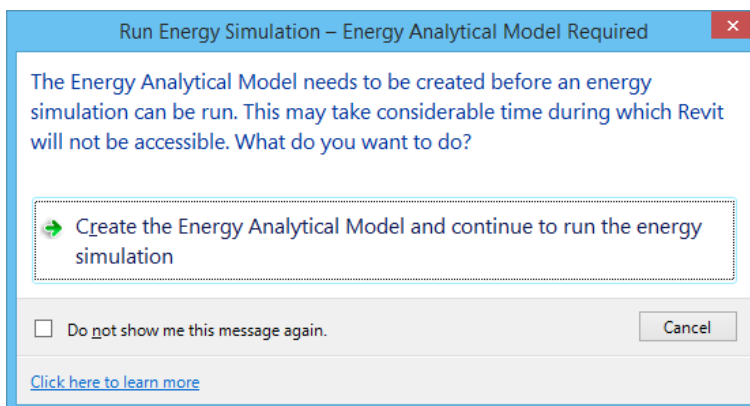 Run Energy Simulation – Energy Analytical Model Required
The Energy Analytical Model needs to be created before an energy
simulation can be run. This may take considerable time during which Revit
will not be accessible. What do you want to do?
Create the Energy Analytical Model and continue to run the energy
simulation
Do not show me this message again.
Cancel
Click here to learn more